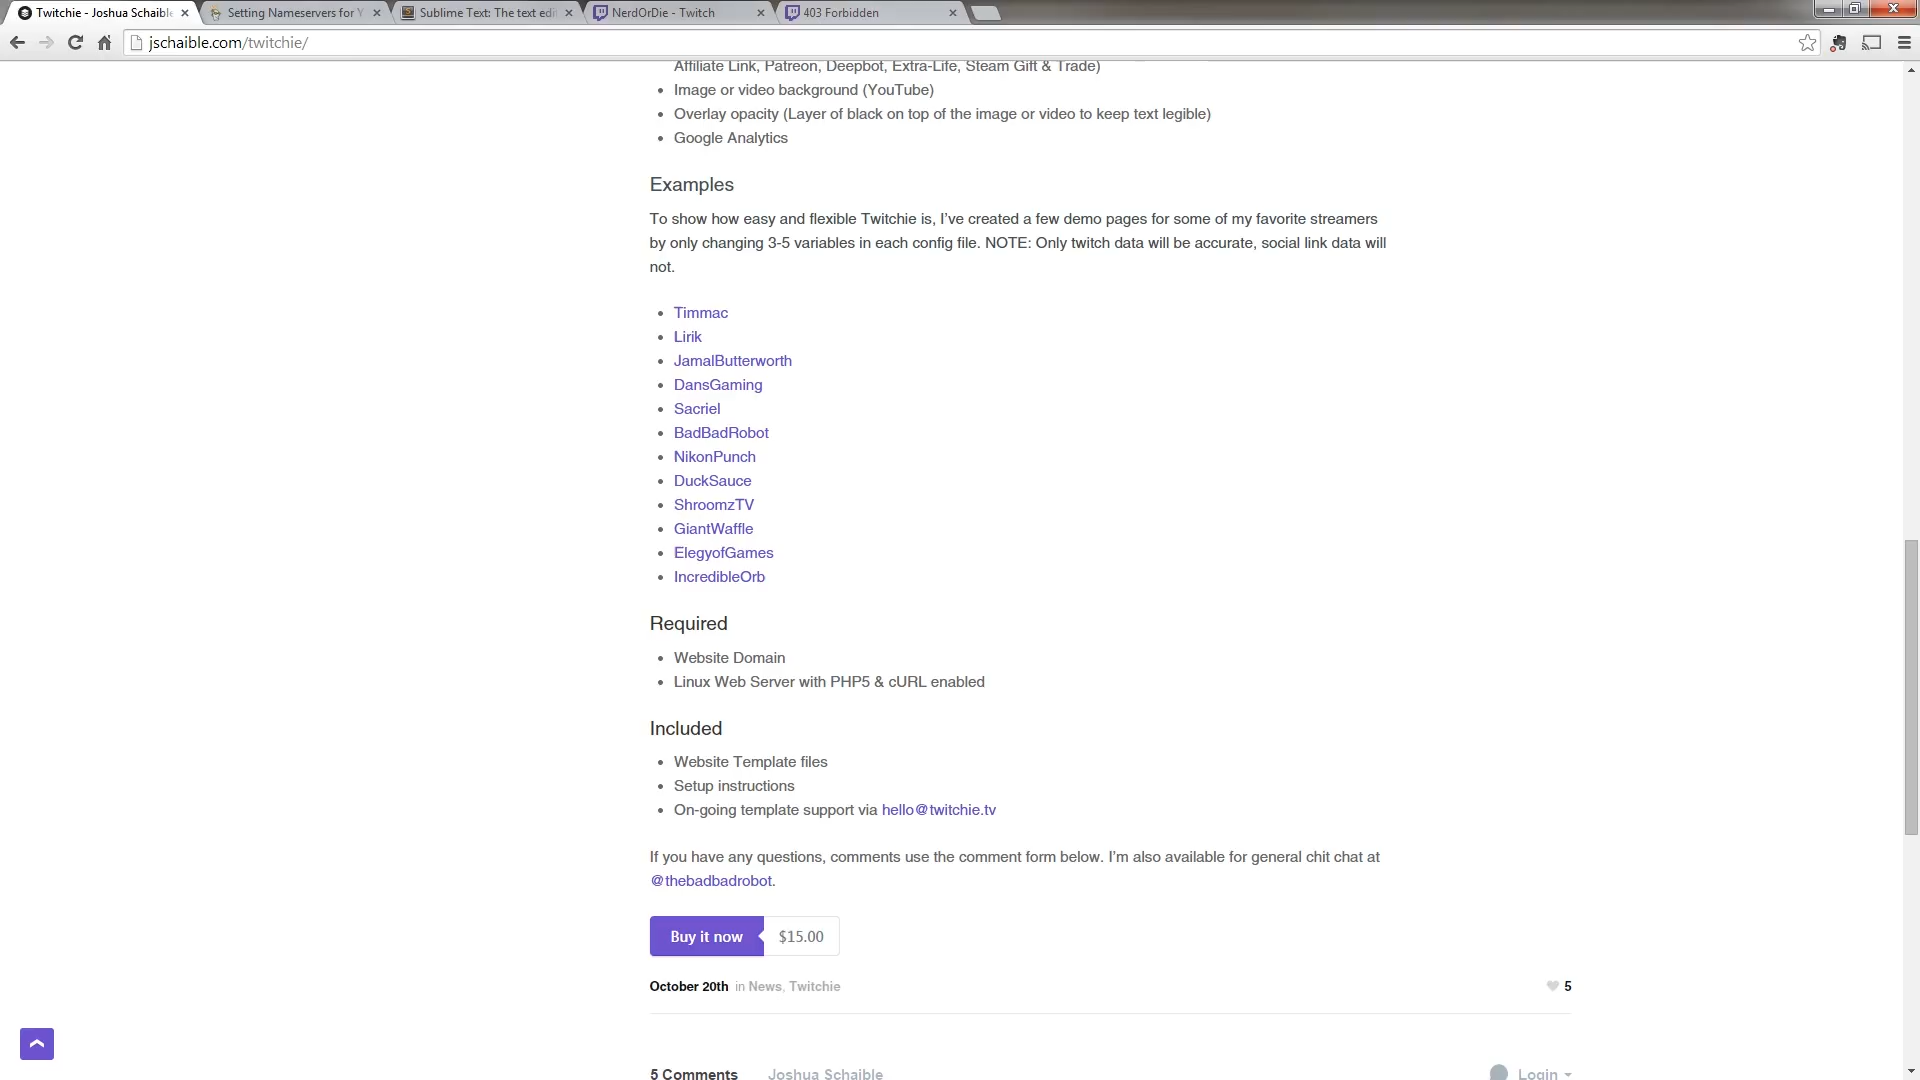 Twitchie - Joshua Schaible
Setting Nameservers for Y
Sublime Text: The text edi
NerdOrDie - Twitch
403 Forbidden
jschaible.com/twitchie/
Affiliate Link, Patreon, Deepbot, Extra-Life, Steam Gift & Trade)
Image or video background (YouTube)
Overlay opacity (Layer of black on top of the image or video to keep text legible)
Google Analytics
Examples
To show how easy and flexible Twitchie is, I've created a few demo pages for some of my favorite streamers
by only changing 3-5 variables in each config file. NOTE: Only twitch data will be accurate, social link data will
not.
Timmac
Lirik
JamalButterworth
DansGaming
Sacriel
BadBadRobot
NikonPunch
DuckSauce
ShroomzTV
GiantWaffle
ElegyofGames
IncredibleOrb
Required
Website Domain
Linux Web Server with PHP5 & cURL enabled
Included
Website Template files
Setup instructions
On-going template support via hello@twitchie.tv
If you have any questions, comments use the comment form below. I'm also available for general chit chat at
@thebadbadrobot.
Buy it now $15.00
October 20th in News, Twitchie 5
5 Comments Joshua Schaible Login